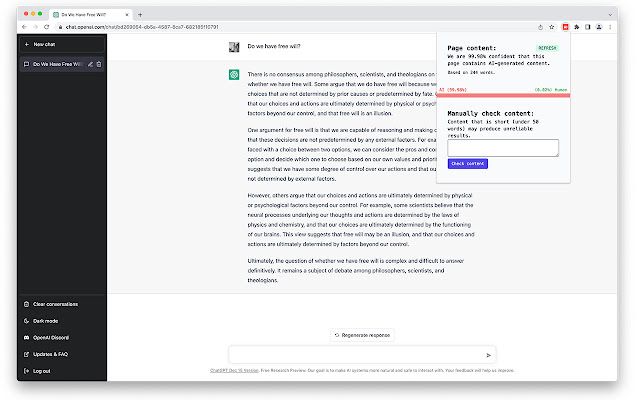 Do We Have Free Will?
chat.openai.com/chat/bd269064-db6a-4587-8ca7-682185f10791
New chat
Do We Have Free Will
Do we have free will?
There is no consensus among philosophers, scientists, and theologians on
whether we have free will. Some argue that we do have free will because we
choices that are not determined by prior causes or predetermined by fate. O
that our choices and actions are ultimately determined by physical or psycho
factors beyond our control, and that free will is an illusion.
One argument for free will is that we are capable of reasoning and making d
that these decisions are not predetermined by any external factors. For exam
faced with a choice between two options, we can consider the pros and con
option and decide which one to choose based on our own values and priorit
suggests that we have some degree of control over our actions and that ou
not determined by external factors.
However, others argue that our choices and actions are ultimately determined by physical
or psychological factors beyond our control. For example, some scientists believe that the
neural processes underlying our thoughts and actions are determined by the laws of
physics and chemistry, and that our choices are ultimately determined by the functioning
of our brains. This view suggests that free will may be an illusion, and that our choices and
actions are ultimately determined by factors beyond our control.
Ultimately, the question of whether we have free will is complex and difficult to answer
definitively. It remains a subject of debate among philosophers, scientists, and
theologians.
Page content:
REFRESH
We are 99.98% confident that this
page contains AI-generated content.
Based on 244 words.
AI (99.98%)
(0.02%) Human
Manually check content:
Content that is short (under 50
words) may produce unreliable
results.
Check content
Clear conversations
Dark mode
OpenAI Discord
Updates & FAQ
Log out
Regenerate response
ChatGPT Dec 15 Version. Free Research Preview. Our goal is to make AI systems more natural and safe to interact with. Your feedback will help us improve.